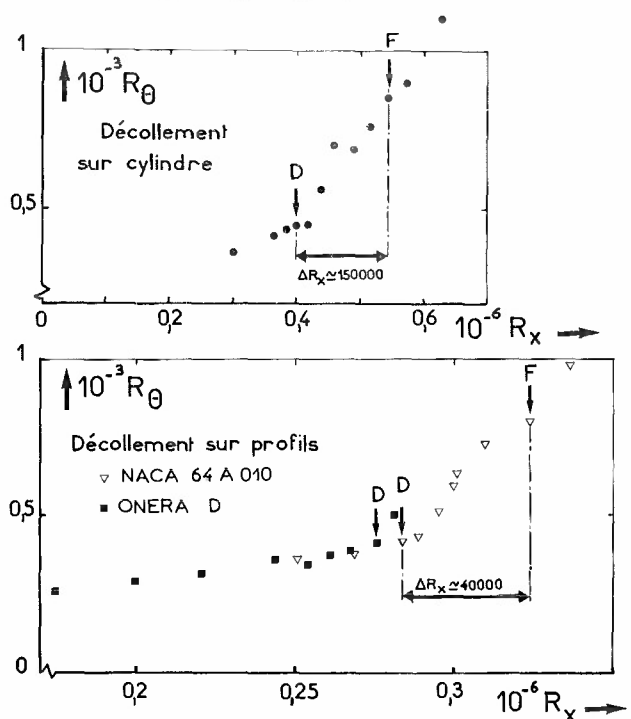 1
10⁻³ Rθ
Décollement
sur cylindre
F
D
0,5
ΔRx≃150000
0
0,2
0,4
0,6
10⁻⁶ Rx
1
10⁻³ Rθ
Décollement sur profils
▽ NACA 64 A 010
■ ONERA D
F
D D
0,5
ΔRx≃40000
0
0,2
0,25
0,3
10⁻⁶ Rx